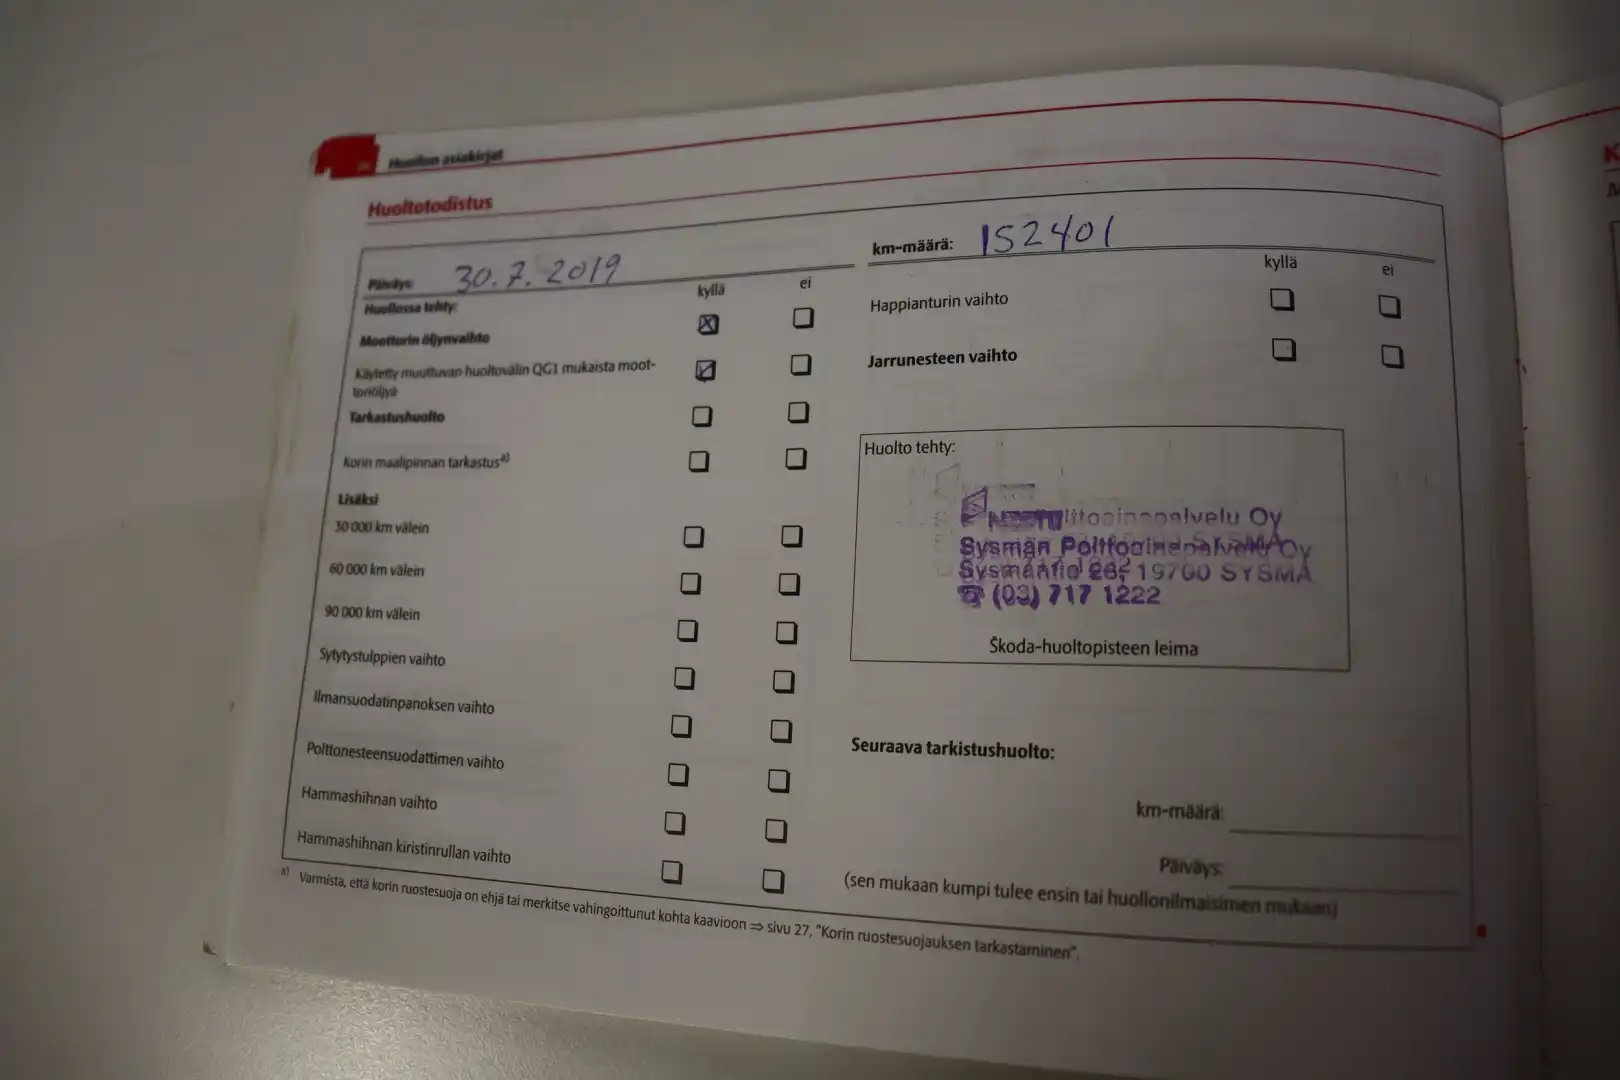 Huollon asiakirjat
Huoltotodistus
Päiväys: 30.7.2019
km-määrä: 152401
Huollossa tehty: kyllä ei
Moottorin öljynvaihto
Käytetty muuttuvan huoltovälin QG1 mukaista moot-
toriöljyä
Tarkastushuolto
Korin maalipinnan tarkastus a)
Lisäksi
30 000 km välein
60 000 km välein
90 000 km välein
Sytytystulppien vaihto
Ilmansuodatinpanoksen vaihto
Polttonesteensuodattimen vaihto
Hammashihnan vaihto
Hammashihnan kiristinrullan vaihto
kyllä ei
Happianturin vaihto
Jarrunesteen vaihto
Huolto tehty:
Oy
Sysmän Polttoainepalvelu Oy
19700 SYSMÄ
(03) 717 1222
Škoda-huoltopisteen leima
Seuraava tarkistushuolto:
km-määrä:
Päiväys:
(sen mukaan kumpi tulee ensin tai huollonilmaisimen mukaan)
a) Varmista, että korin ruostesuoja on ehjä tai merkitse vahingoittunut kohta kaavioon ⇒ sivu 27, "Korin ruostesuojauksen tarkastaminen".